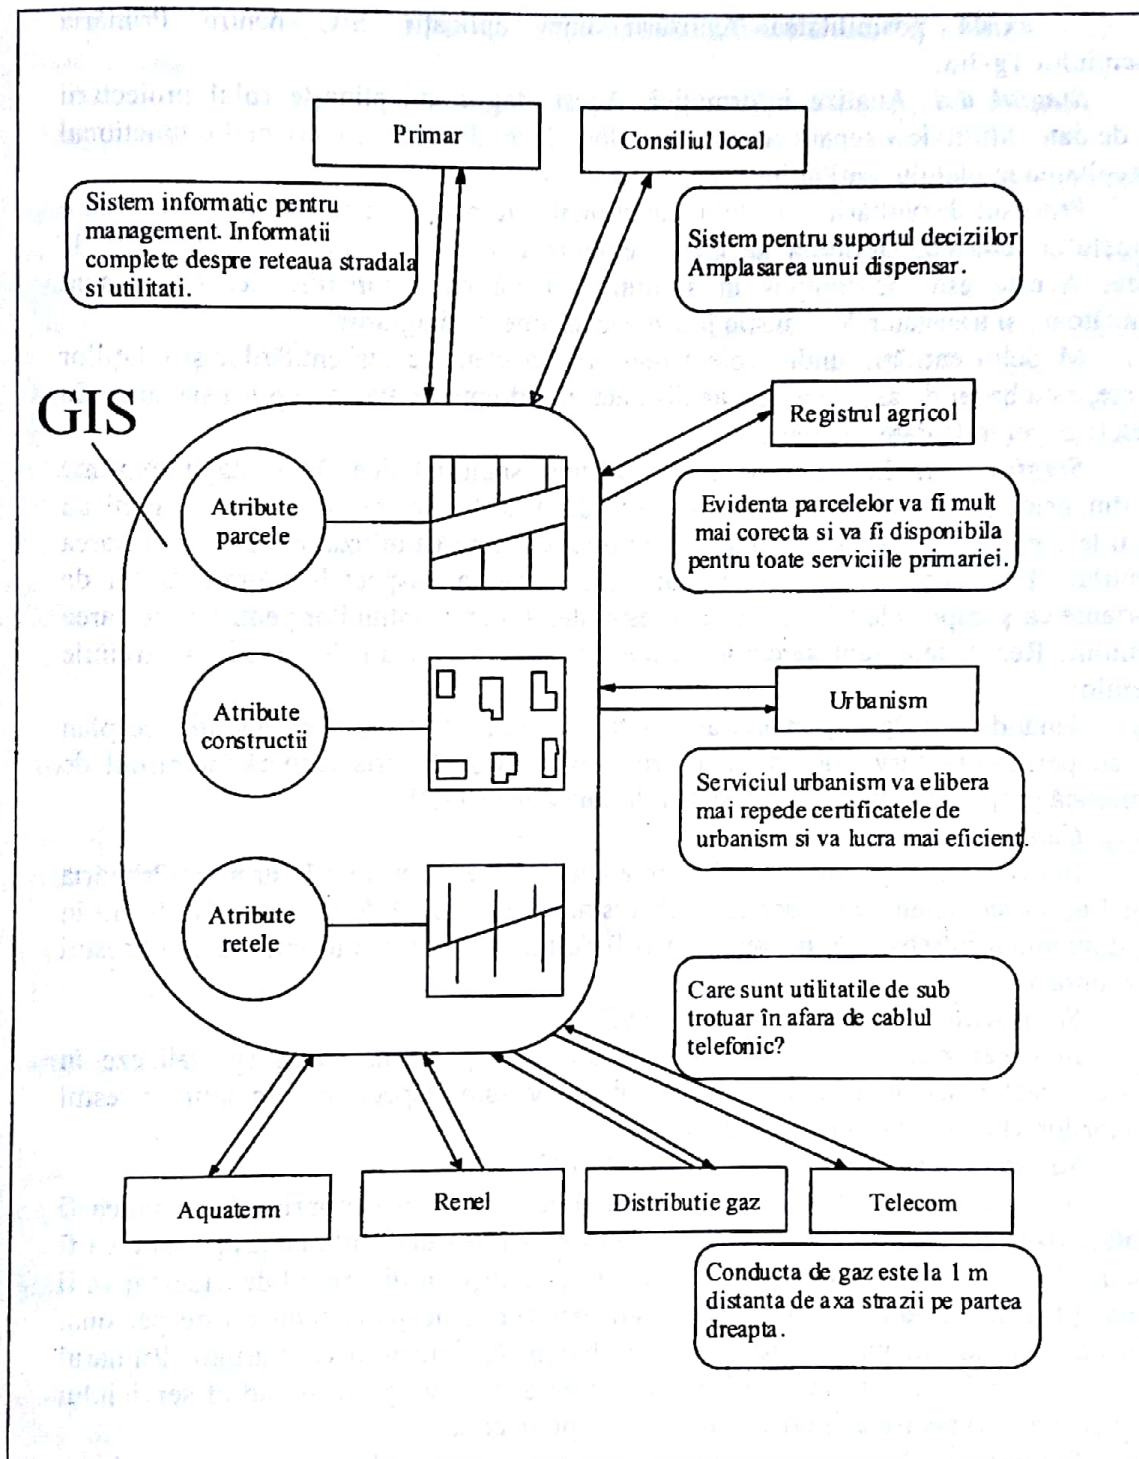 Primar
Consiliul local
Sistem informatic pentru
management. Informatii
complete despre reteaua stradala
si utilitati.
Sistem pentru suportul deciziilor
Amplasarea unui dispensar.
GIS
Registrul agricol
Atribute
parcele
Evidenta parcelelor va fi mult
mai corecta si va fi disponibila
pentru toate serviciile primariei.
Urbanism
Atribute
constructii
Serviciul urbanism va elibera
mai repede certificatele de
urbanism si va lucra mai eficient.
Atribute
retele
Care sunt utilitatile de sub
trotuar în afara de cablul
telefonic?
Aquaterm
Renel
Distributie gaz
Telecom
Conducta de gaz este la 1 m
distanta de axa strazii pe partea
dreapta.